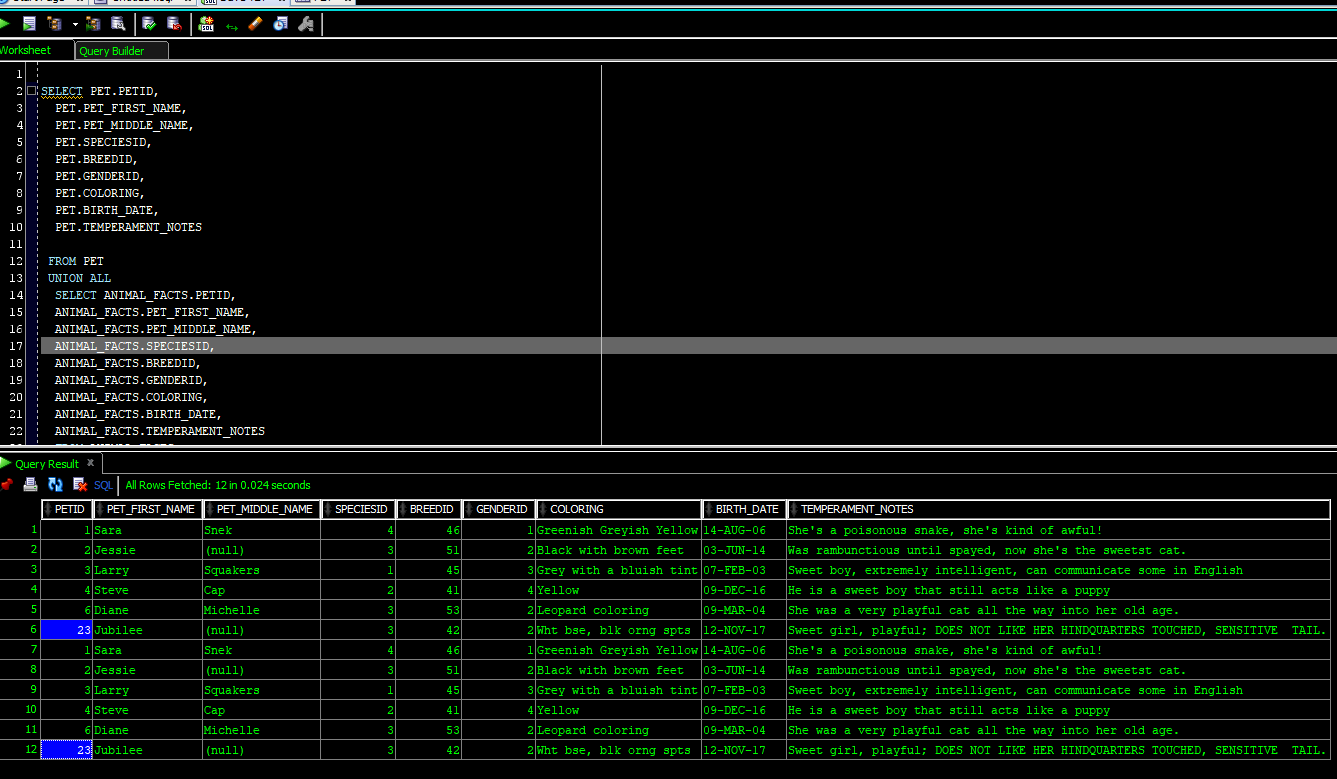 Worksheet Query Builder
1
2 SELECT PET.PETID,
3 PET.PET_FIRST_NAME,
4 PET.PET_MIDDLE_NAME,
5 PET.SPECIESID,
6 PET.BREEDID,
7 PET.GENDERID,
8 PET.COLORING,
9 PET.BIRTH_DATE,
10 PET.TEMPERAMENT_NOTES
11
12 FROM PET
13 UNION ALL
14 SELECT ANIMAL_FACTS.PETID,
15 ANIMAL_FACTS.PET_FIRST_NAME,
16 ANIMAL_FACTS.PET_MIDDLE_NAME,
17 ANIMAL_FACTS.SPECIESID,
18 ANIMAL_FACTS.BREEDID,
19 ANIMAL_FACTS.GENDERID,
20 ANIMAL_FACTS.COLORING,
21 ANIMAL_FACTS.BIRTH_DATE,
22 ANIMAL_FACTS.TEMPERAMENT_NOTES
Query Result
SQL All Rows Fetched: 12 in 0.024 seconds
PETID PET_FIRST_NAME PET_MIDDLE_NAME SPECIESID BREEDID GENDERID COLORING BIRTH_DATE TEMPERAMENT_NOTES
1 1 Sara Snek 4 46 1 Greenish Greyish Yellow 14-AUG-06 She's a poisonous snake, she's kind of awful!
2 2 Jessie (null) 3 51 2 Black with brown feet 03-JUN-14 Was rambunctious until spayed, now she's the sweetst cat.
3 3 Larry Squakers 1 45 3 Grey with a bluish tint 07-FEB-03 Sweet boy, extremely intelligent, can communicate some in English
4 4 Steve Cap 2 41 4 Yellow 09-DEC-16 He is a sweet boy that still acts like a puppy
5 6 Diane Michelle 3 53 2 Leopard coloring 09-MAR-04 She was a very playful cat all the way into her old age.
6 23 Jubilee (null) 3 42 2 Wht bse, blk orng spts 12-NOV-17 Sweet girl, playful; DOES NOT LIKE HER HINDQUARTERS TOUCHED, SENSITIVE TAIL.
7 1 Sara Snek 4 46 1 Greenish Greyish Yellow 14-AUG-06 She's a poisonous snake, she's kind of awful!
8 2 Jessie (null) 3 51 2 Black with brown feet 03-JUN-14 Was rambunctious until spayed, now she's the sweetst cat.
9 3 Larry Squakers 1 45 3 Grey with a bluish tint 07-FEB-03 Sweet boy, extremely intelligent, can communicate some in English
10 4 Steve Cap 2 41 4 Yellow 09-DEC-16 He is a sweet boy that still acts like a puppy
11 6 Diane Michelle 3 53 2 Leopard coloring 09-MAR-04 She was a very playful cat all the way into her old age.
12 23 Jubilee (null) 3 42 2 Wht bse, blk orng spts 12-NOV-17 Sweet girl, playful; DOES NOT LIKE HER HINDQUARTERS TOUCHED, SENSITIVE TAIL.